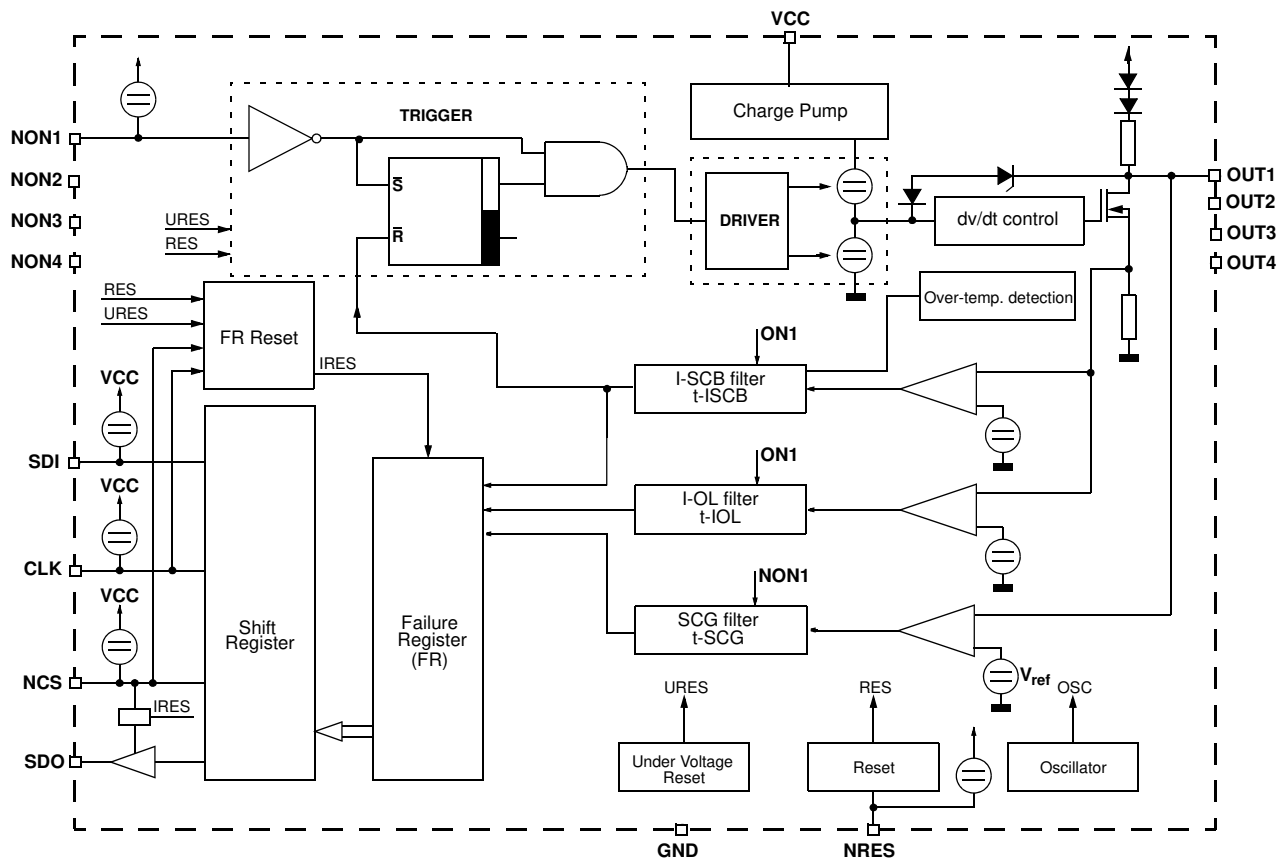 VCC
Charge Pump
TRIGGER
NON1
NON2
NON3
NON4
URES
RES
S
R
DRIVER
dv/dt control
OUT1
OUT2
OUT3
OUT4
Over-temp. detection
RES
URES
FR Reset
IRES
ON1
I-SCB filter
t-ISCB
VCC
SDI
VCC
CLK
VCC
NCS
IRES
SDO
Shift
Register
Failure
Register
(FR)
ON1
I-OL filter
t-IOL
NON1
SCG filter
t-SCG
Vref
URES
RES
OSC
Under Voltage
Reset
Reset
Oscillator
GND
NRES